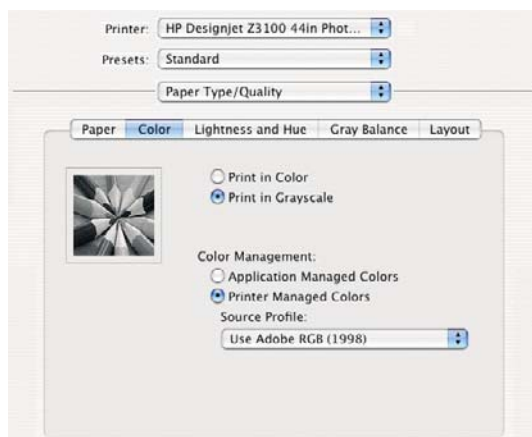 Printer: HP Designjet Z3100 44in Phot...
Presets: Standard
Paper Type/Quality
Paper Color Lightness and Hue Gray Balance Layout
Print in Color
Print in Grayscale
Color Management:
Application Managed Colors
Printer Managed Colors
Source Profile:
Use Adobe RGB (1998)